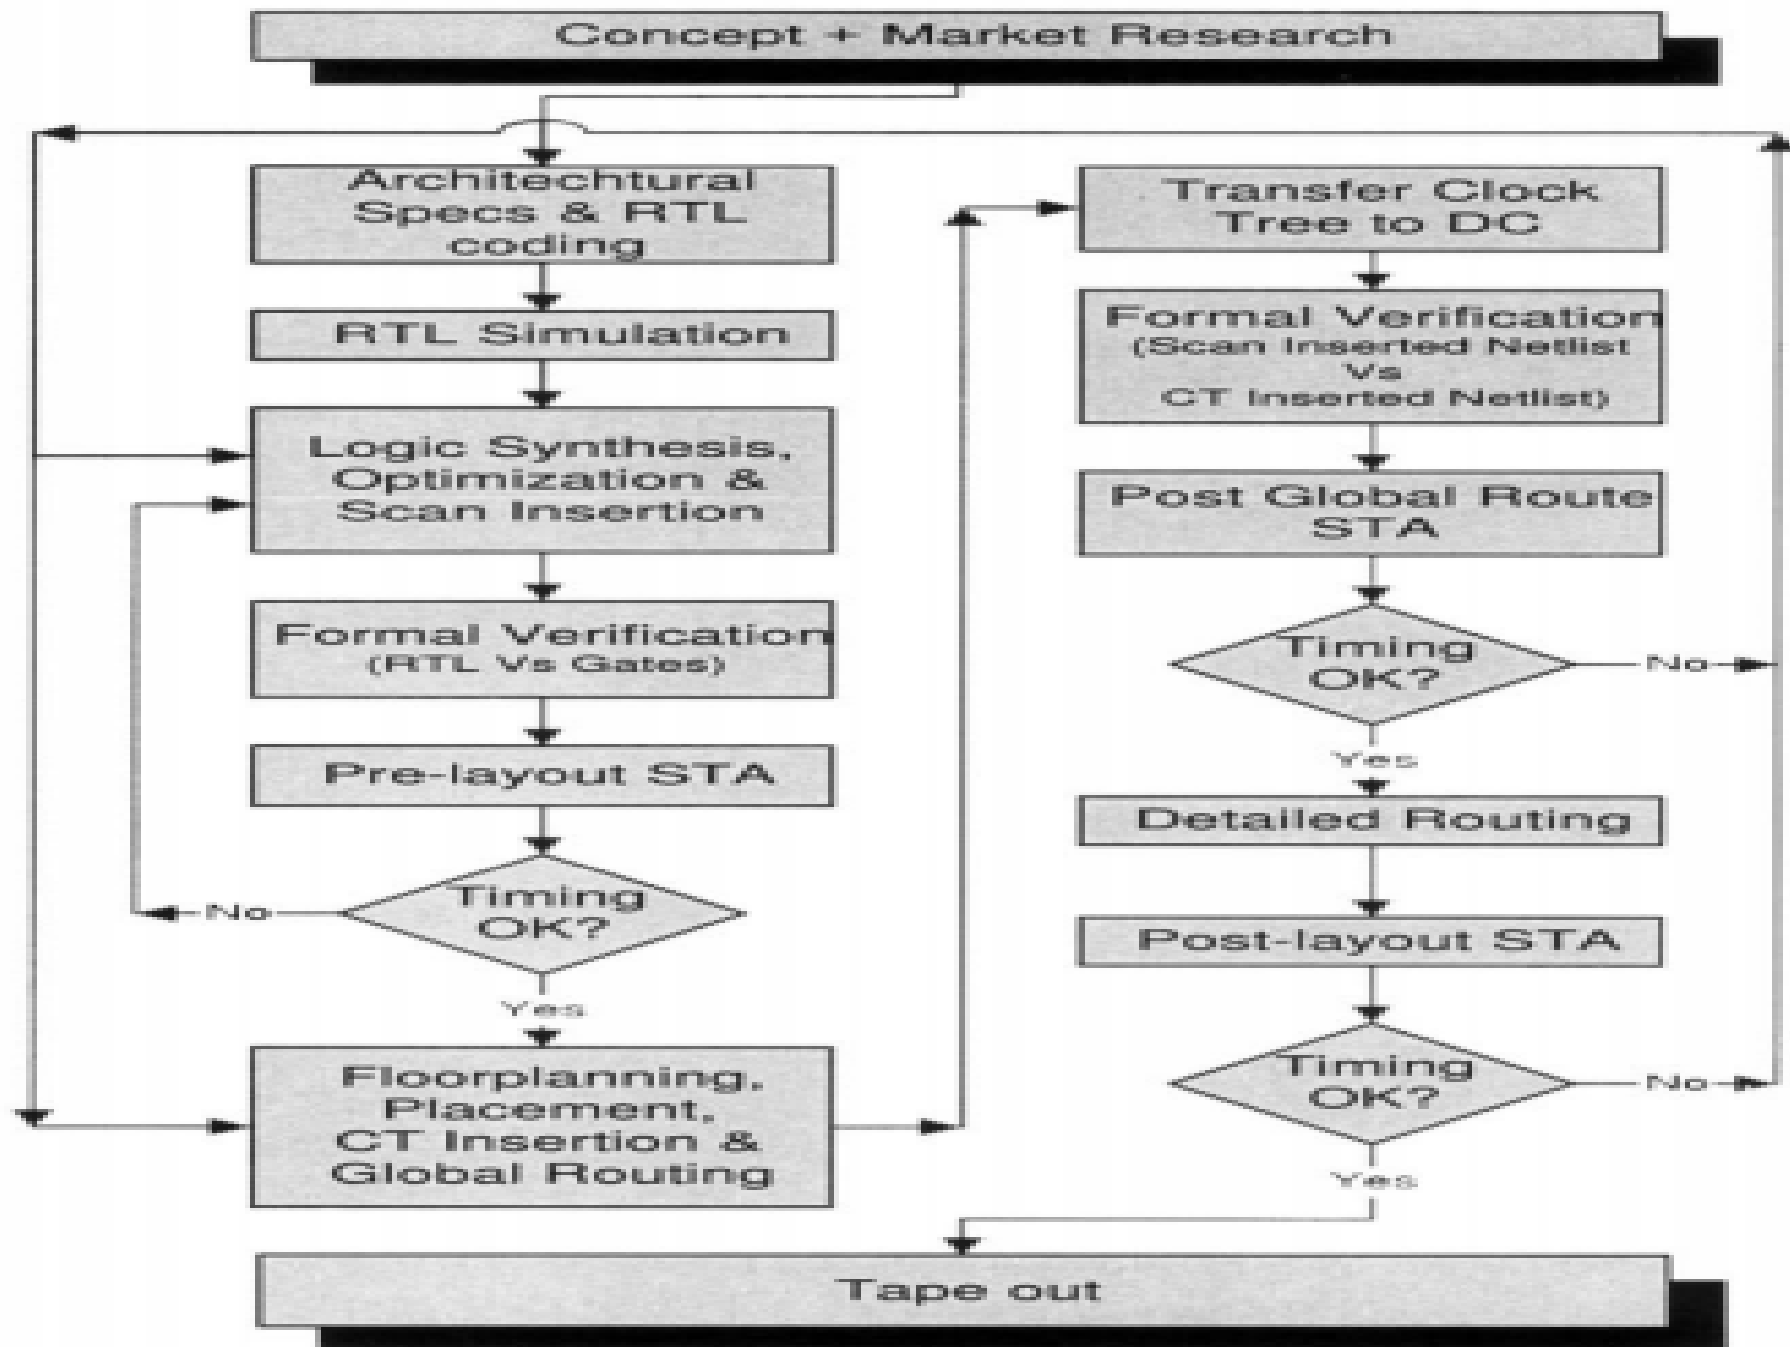 Concept + Market Research
Architechtural
Specs & RTL
coding
RTL Simulation
Logic Synthesis,
Optimization &
Scan Insertion
Formal Verification
(RTL Vs Gates)
Pre-layout STA
Timing
OK?
No
Yes
Floorplanning,
Placement,
CT Insertion &
Global Routing
Transfer Clock
Tree to DC
Formal Verification
(Scan Inserted Netlist
Vs
CT Inserted Netlist)
Post Global Route
STA
Timing
OK?
No
Yes
Detailed Routing
Post-layout STA
Timing
OK?
No
Yes
Tape out